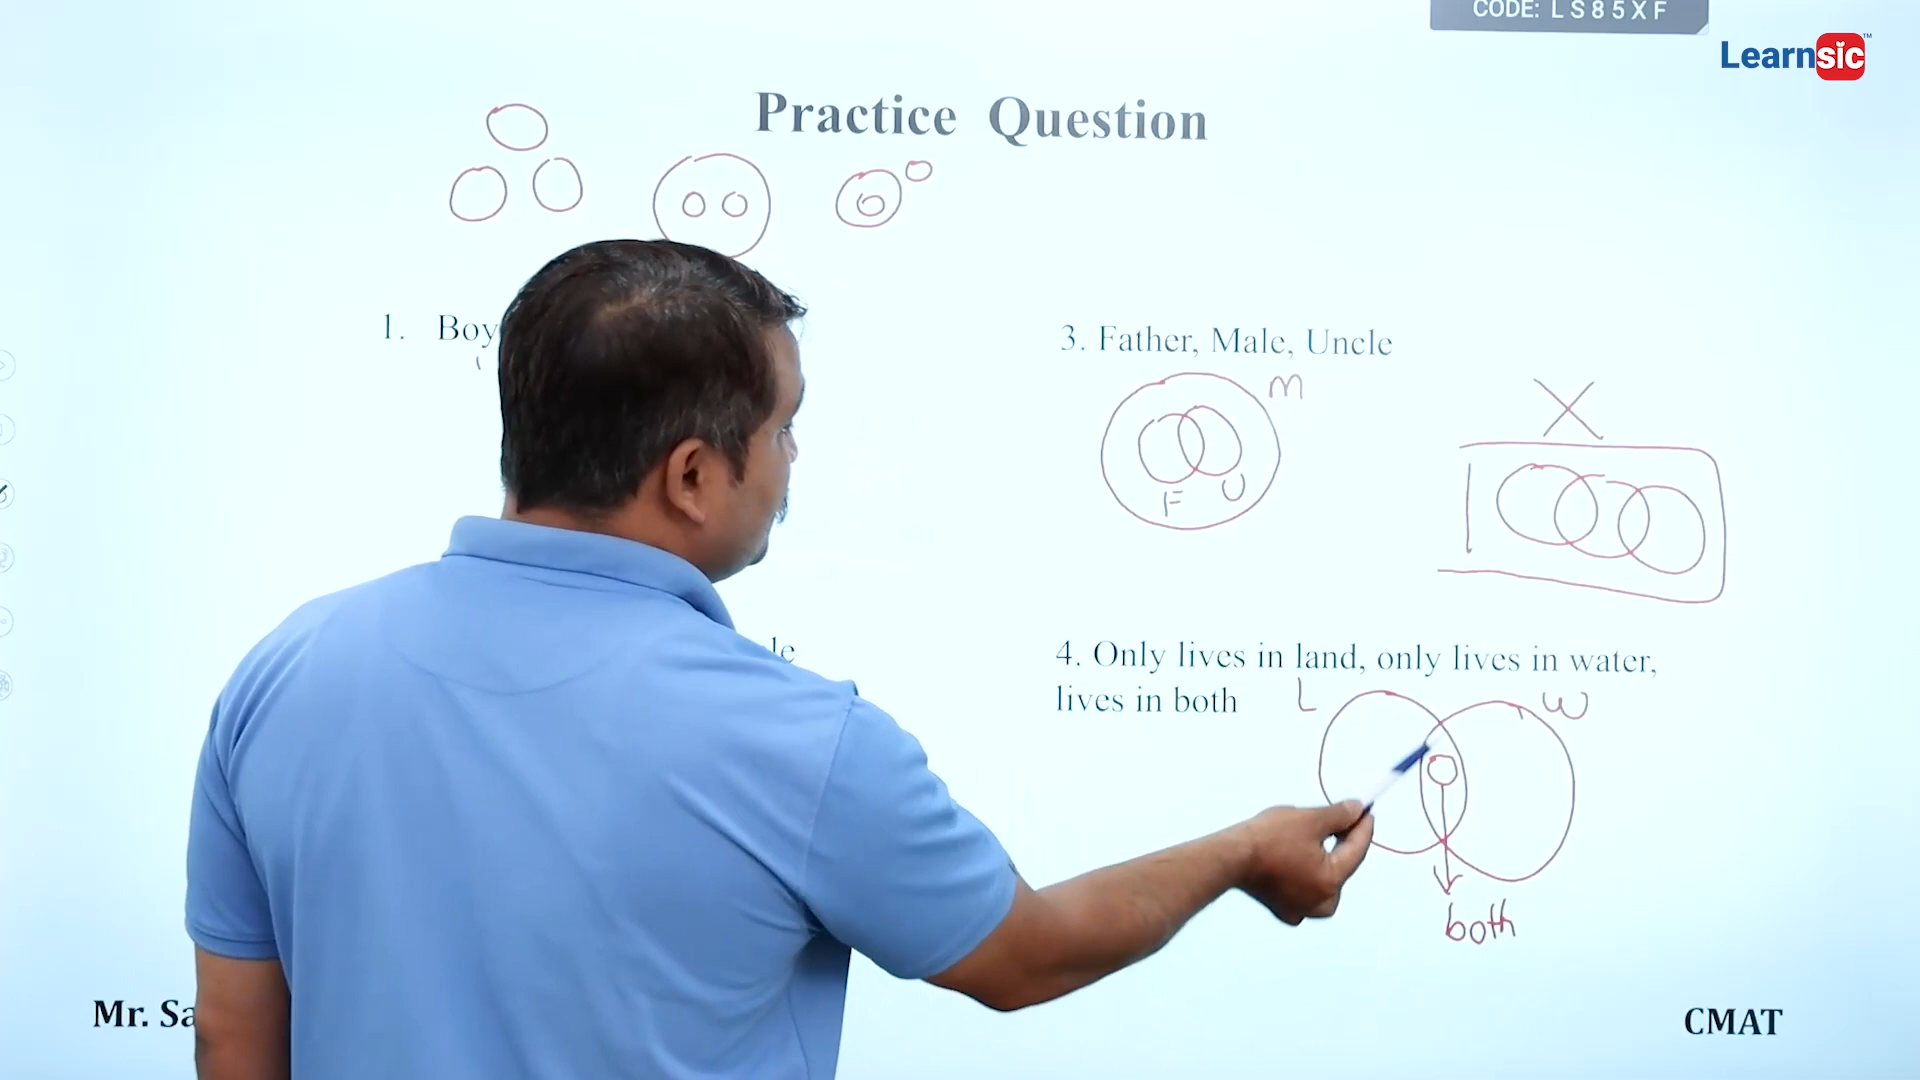 CODE: LS85XF
Learnsic™
Practice Question
1. Boy
3. Father, Male, Uncle
M
F U
X
4. Only lives in land, only lives in water,
lives in both
L W
both
Mr. Sa
CMAT